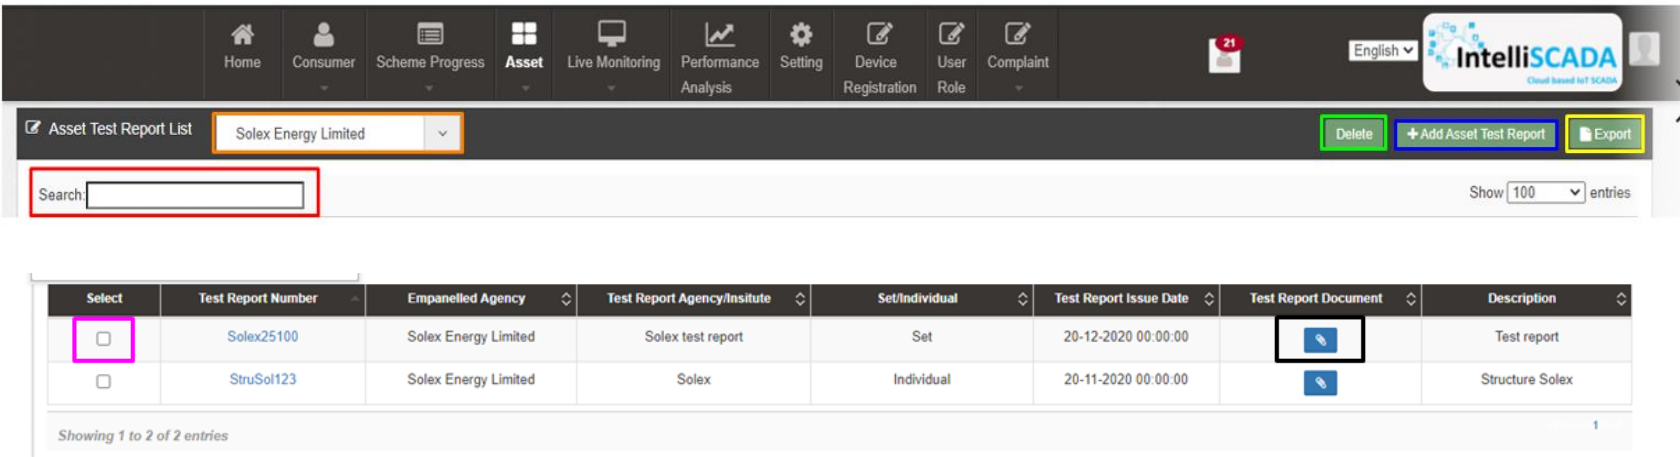 Home Consumer Scheme Progress Asset Live Monitoring Performance Analysis Setting Device Registration User Role Complaint
21
English
IntelliSCADA
Cloud based IoT SCADA
Asset Test Report List Solex Energy Limited Delete + Add Asset Test Report Export
Search: Show 100 entries
Select Test Report Number Empanelled Agency Test Report Agency/Insitute Set/Individual Test Report Issue Date Test Report Document Description
Solex25100 Solex Energy Limited Solex test report Set 20-12-2020 00:00:00 Test report
StruSol123 Solex Energy Limited Solex Individual 20-11-2020 00:00:00 Structure Solex
Showing 1 to 2 of 2 entries 1